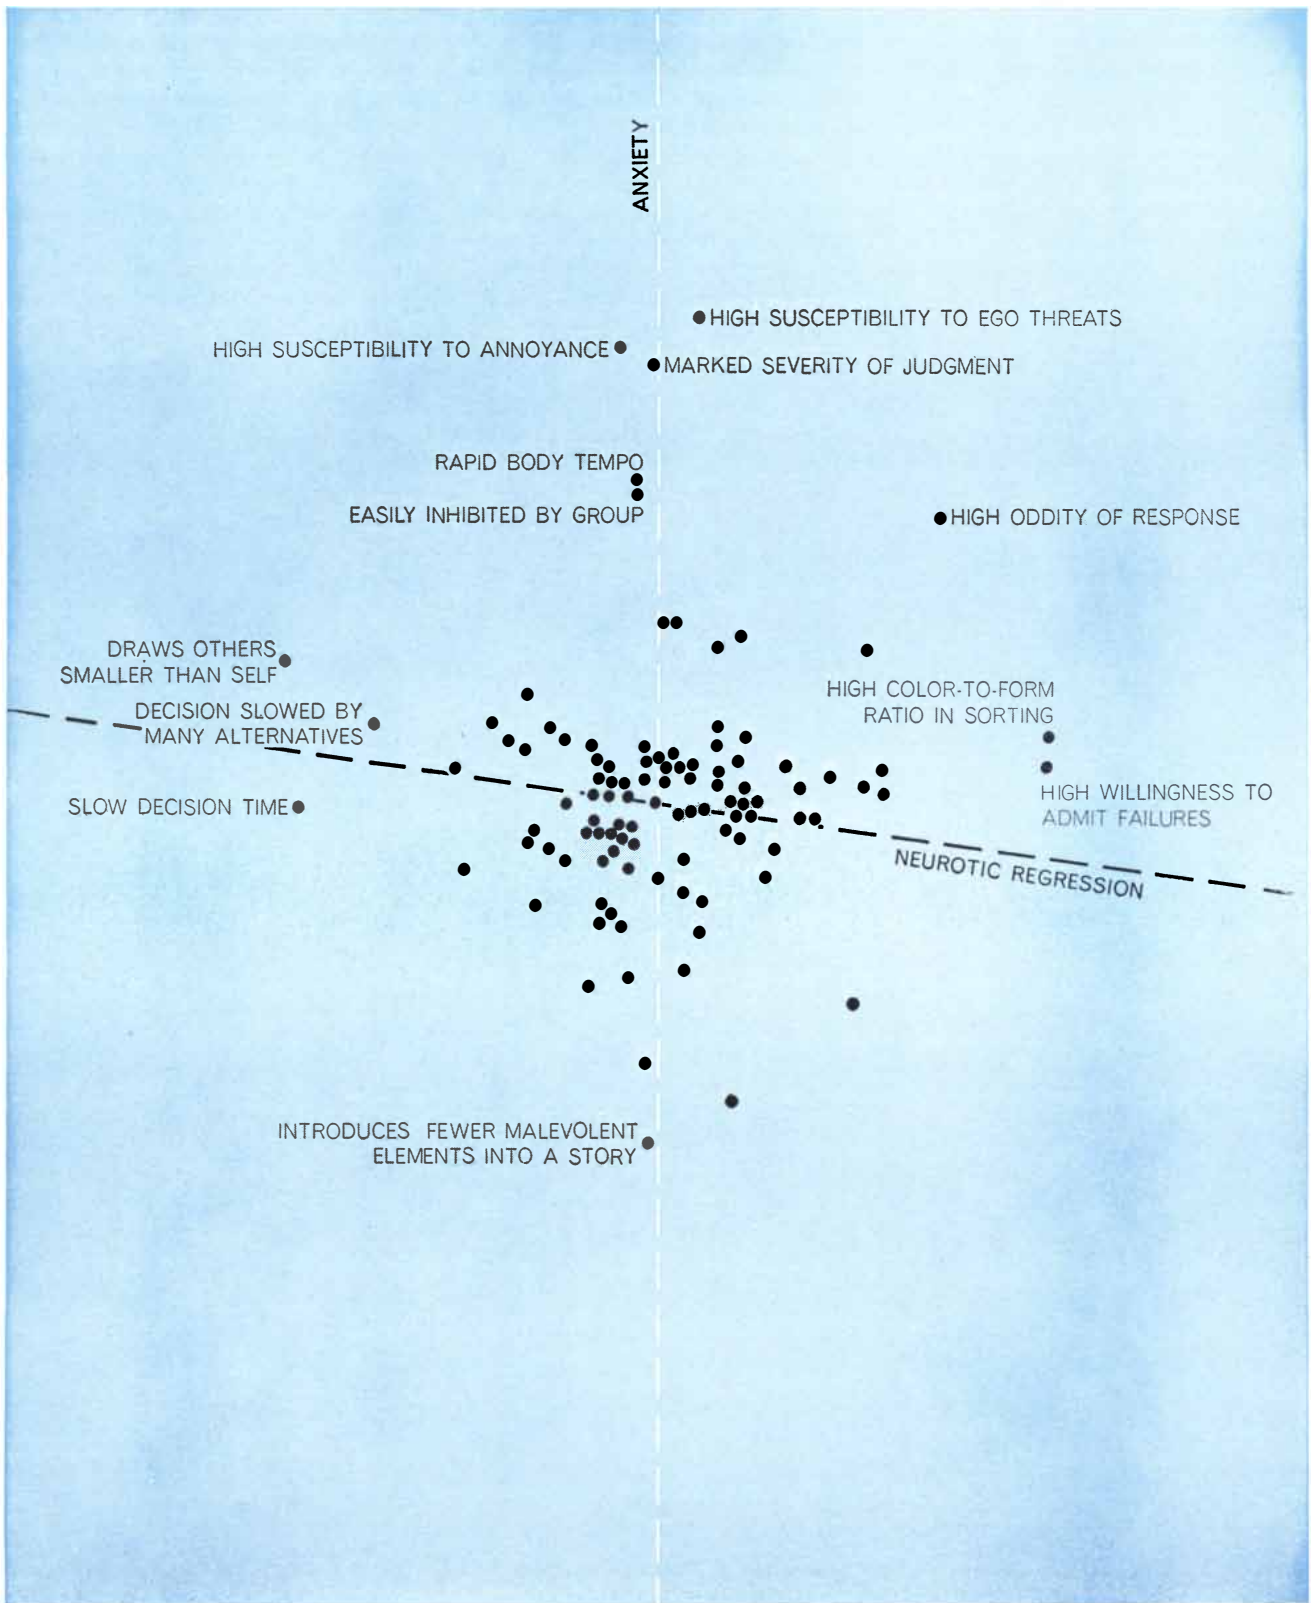 ANXIETY
HIGH SUSCEPTIBILITY TO EGO THREATS
HIGH SUSCEPTIBILITY TO ANNOYANCE
MARKED SEVERITY OF JUDGMENT
RAPID BODY TEMPO
EASILY INHIBITED BY GROUP
HIGH ODDITY OF RESPONSE
DRAWS OTHERS
SMALLER THAN SELF
HIGH COLOR-TO-FORM
RATIO IN SORTING
DECISION SLOWED BY
MANY ALTERNATIVES
SLOW DECISION TIME
HIGH WILLINGNESS TO
ADMIT FAILURES
NEUROTIC REGRESSION
INTRODUCES FEWER MALEVOLENT
ELEMENTS INTO A STORY